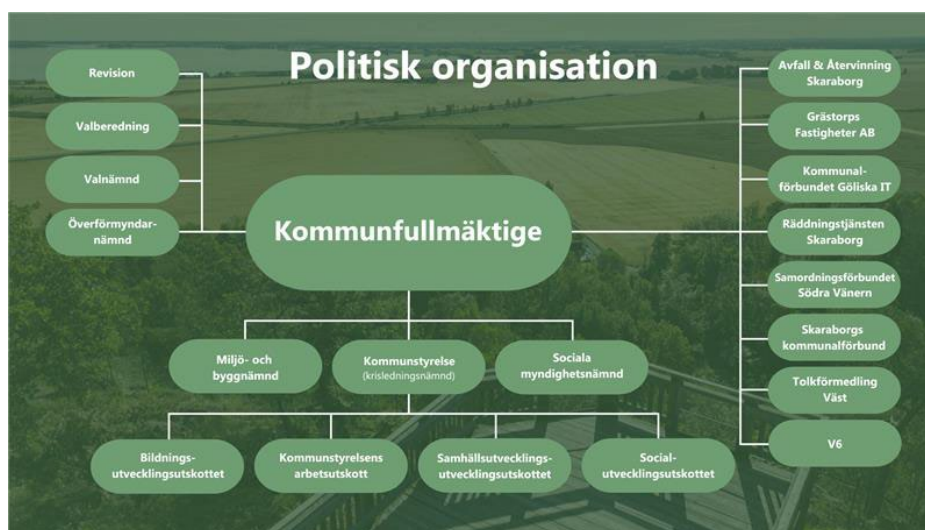 Politisk organisation
Revision
Valberedning
Valnämnd
Överförmyndar-
nämnd
Kommunfullmäktige
Avfall & Återvinning
Skaraborg
Grästorps
Fastigheter AB
Kommunal-
förbundet Göliska IT
Räddningstjänsten
Skaraborg
Samordningsförbundet
Södra Vänern
Skaraborgs
kommunalförbund
Tolkförmedling
Väst
V6
Miljö- och
byggnämnd
Kommunstyrelse
(krisledningsnämnd)
Sociala
myndighetsnämnd
Bildnings-
utvecklingsutskottet
Kommunstyrelsens
arbetsutskott
Samhällsutvecklings-
utvecklingsutskottet
Social-
utvecklingsutskottet